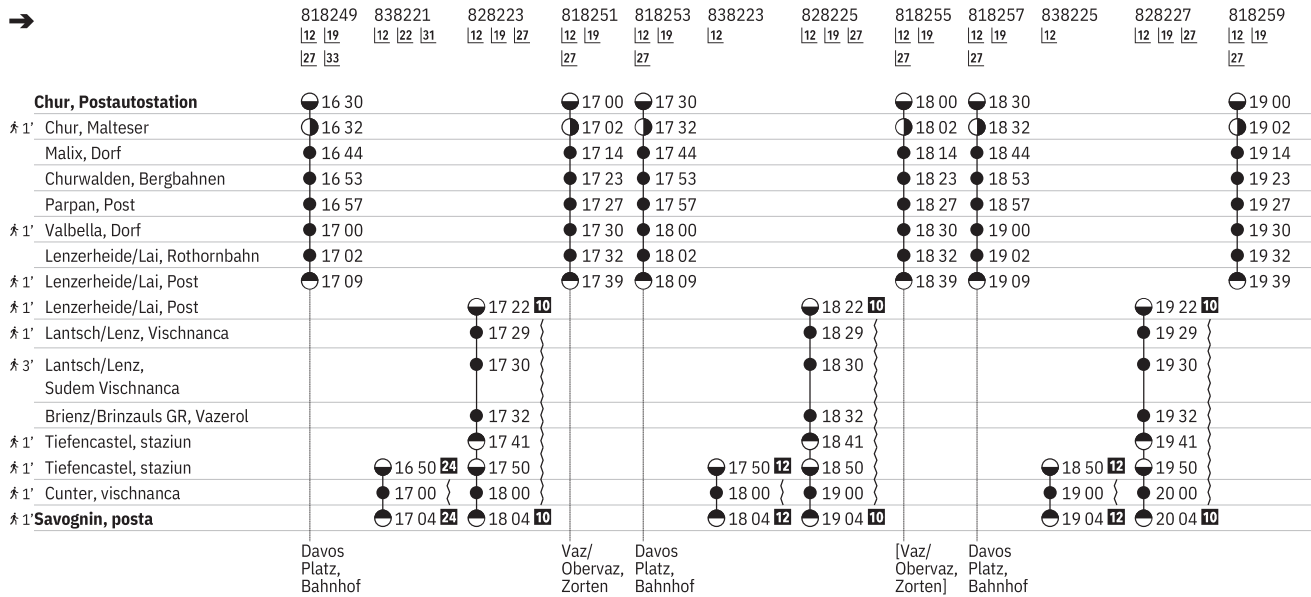 818249 838221 828223 818251 818253 838223 828225 818255 818257 838225 828227 818259
12 19 12 22 31 12 19 27 12 19 12 19 12 12 19 27 12 19 12 19 12 12 19 27 12 19
27 33 27 27 27 27 27
Chur, Postautostation 16 30 17 00 17 30 18 00 18 30 19 00
1’ Chur, Malteser 16 32 17 02 17 32 18 02 18 32 19 02
Malix, Dorf 16 44 17 14 17 44 18 14 18 44 19 14
Churwalden, Bergbahnen 16 53 17 23 17 53 18 23 18 53 19 23
Parpan, Post 16 57 17 27 17 57 18 27 18 57 19 27
1’ Valbella, Dorf 17 00 17 30 18 00 18 30 19 00 19 30
Lenzerheide/Lai, Rothornbahn 17 02 17 32 18 02 18 32 19 02 19 32
1’ Lenzerheide/Lai, Post 17 09 17 39 18 09 18 39 19 09 19 39
1’ Lenzerheide/Lai, Post 17 22 10 18 22 10 19 22 10
1’ Lantsch/Lenz, Vischnanca 17 29 18 29 19 29
3’ Lantsch/Lenz, 17 30 18 30 19 30
Sudem Vischnanca
Brienz/Brinzauls GR, Vazerol 17 32 18 32 19 32
1’ Tiefencastel, staziun 17 41 18 41 19 41
1’ Tiefencastel, staziun 16 50 24 17 50 17 50 12 18 50 18 50 12 19 50
1’ Cunter, vischnanca 17 00 18 00 18 00 19 00 19 00 20 00
1’ Savognin, posta 17 04 24 18 04 10 18 04 12 19 04 10 19 04 12 20 04 10
Davos Vaz/ Davos [Vaz/ Davos
Platz, Obervaz, Platz, Obervaz, Platz,
Bahnhof Zorten Bahnhof Zorten] Bahnhof